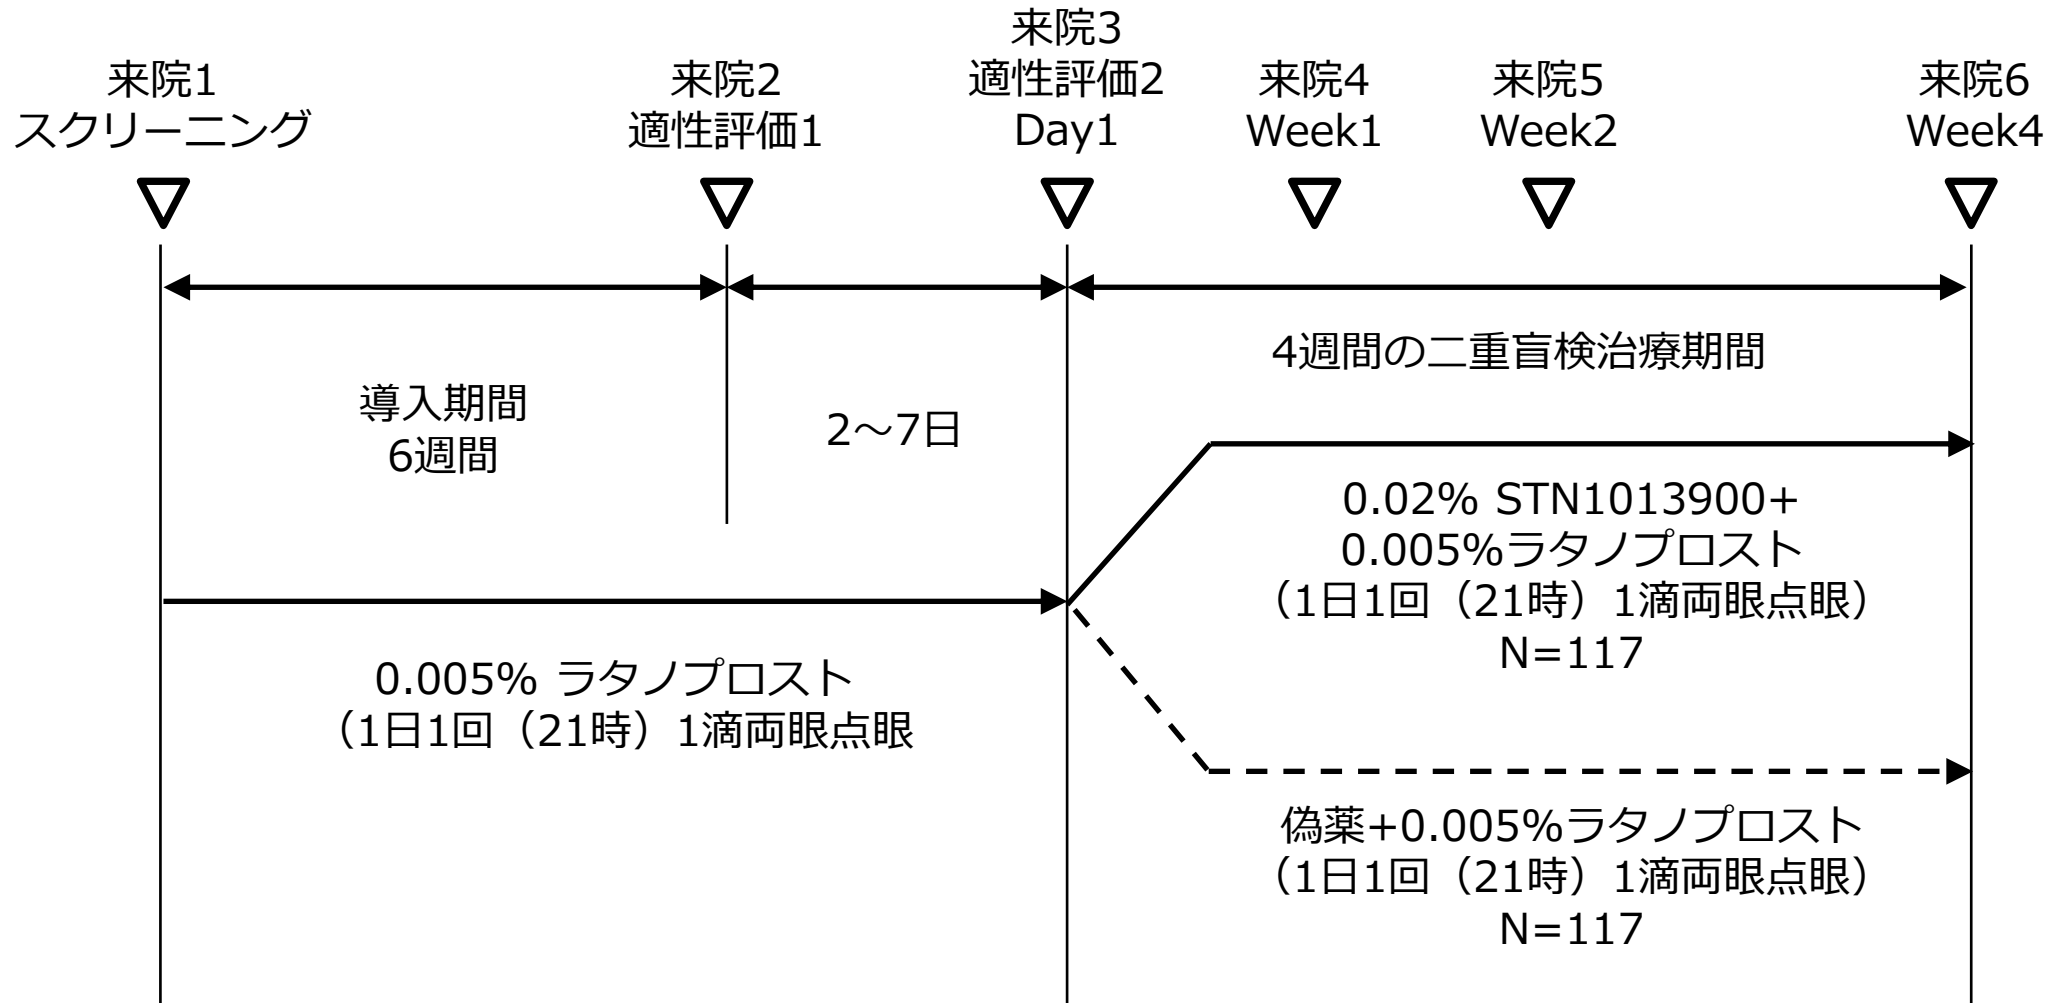 来院1
スクリーニング
来院2
適性評価1
来院3
適性評価2
Day1
来院4
Week1
来院5
Week2
来院6
Week4
導入期間
6週間
2～7日
4週間の二重盲検治療期間
0.02% STN1013900+
0.005%ラタノプロスト
（1日1回（21時）1滴両眼点眼）
N=117
0.005% ラタノプロスト
（1日1回（21時）1滴両眼点眼
偽薬+0.005%ラタノプロスト
（1日1回（21時）1滴両眼点眼）
N=117